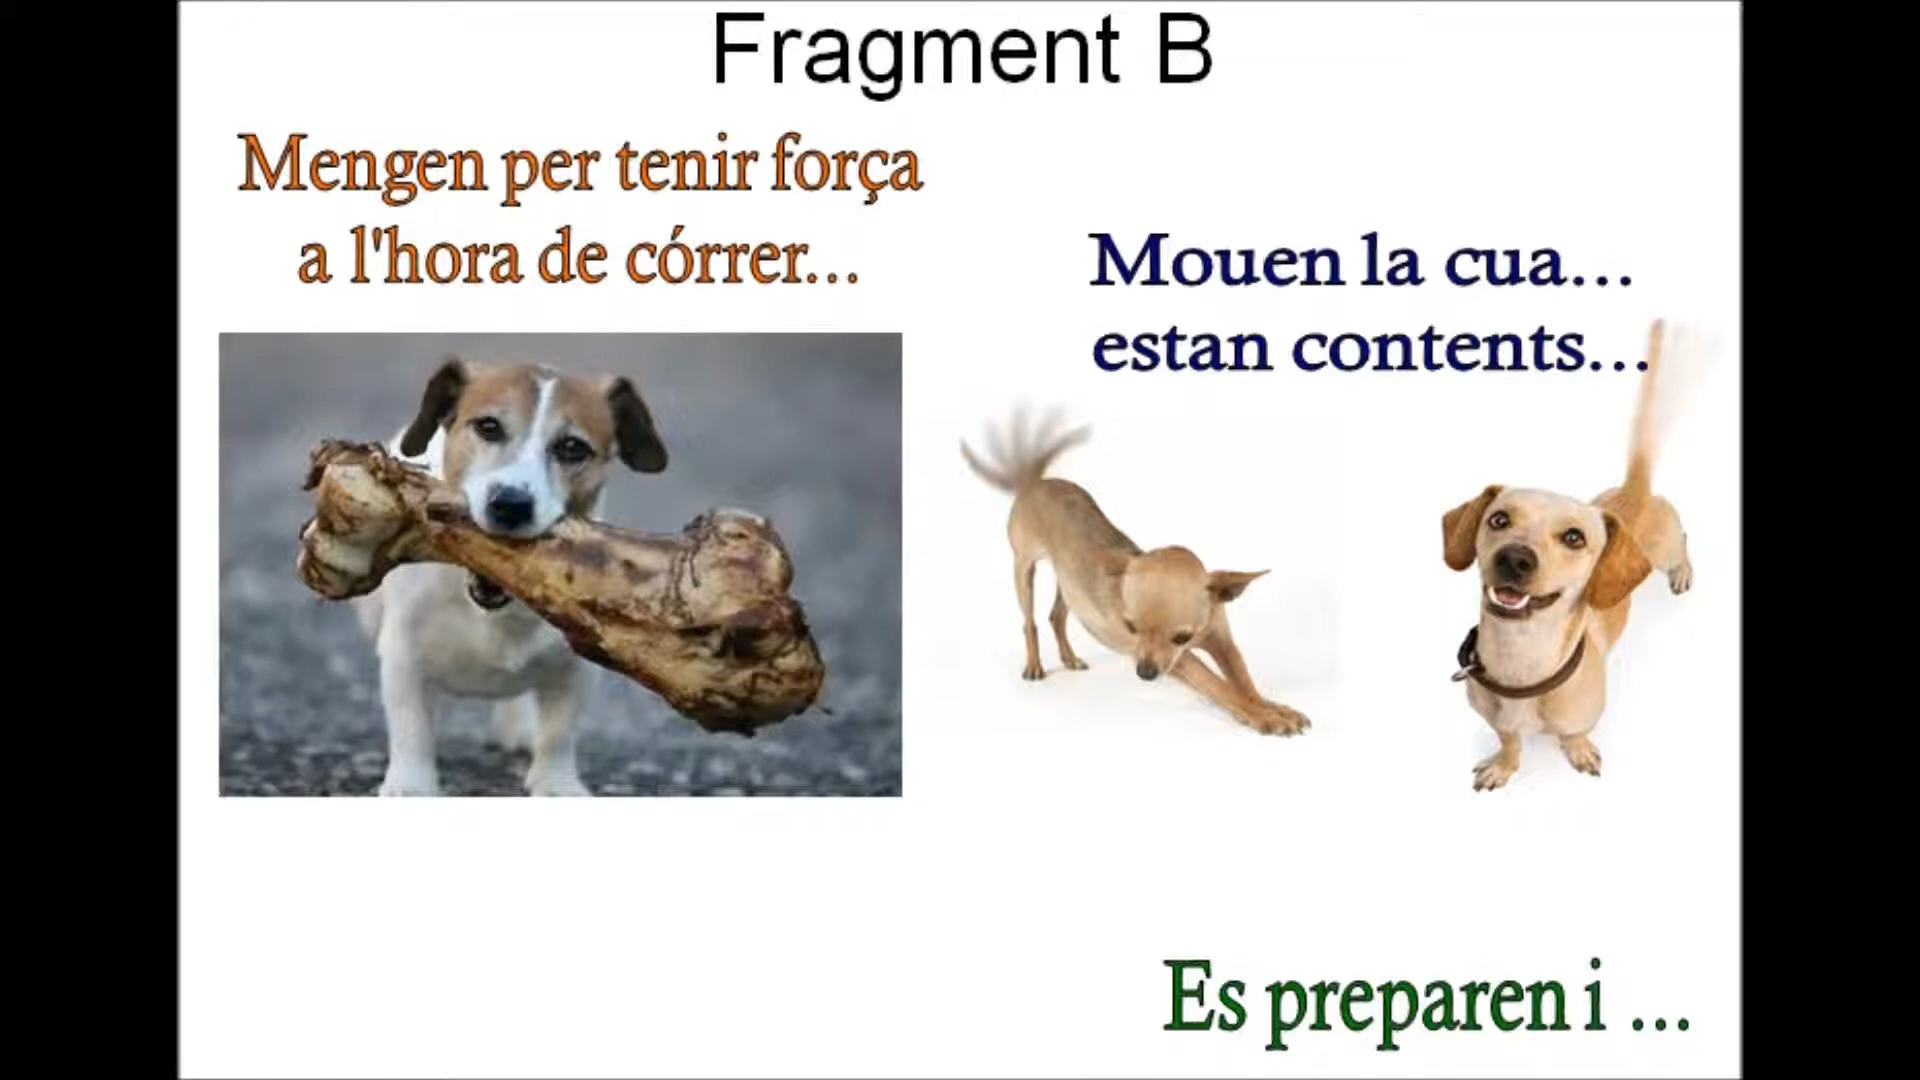 Fragment B
Mengen per tenir força
a l'hora de córrer...
Mouen la cua...
estan contents...
Es preparen i ...